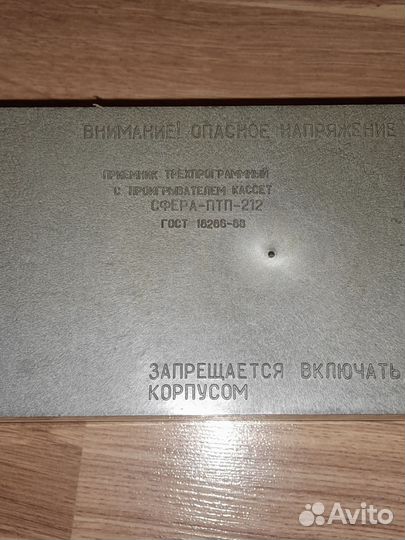 ВНИМАНИЕ! ОПАСНОЕ НАПРЯЖЕНИЕ
ПРИЕМНИК ТРЕХПРОГРАММНЫЙ
С ПРОИГРЫВАТЕЛЕМ КАССЕТ
СФЕРА-ПТП-212
ГОСТ 18286-88
ЗАПРЕЩАЕТСЯ ВКЛЮЧАТЬ
КОРПУСОМ
Avito